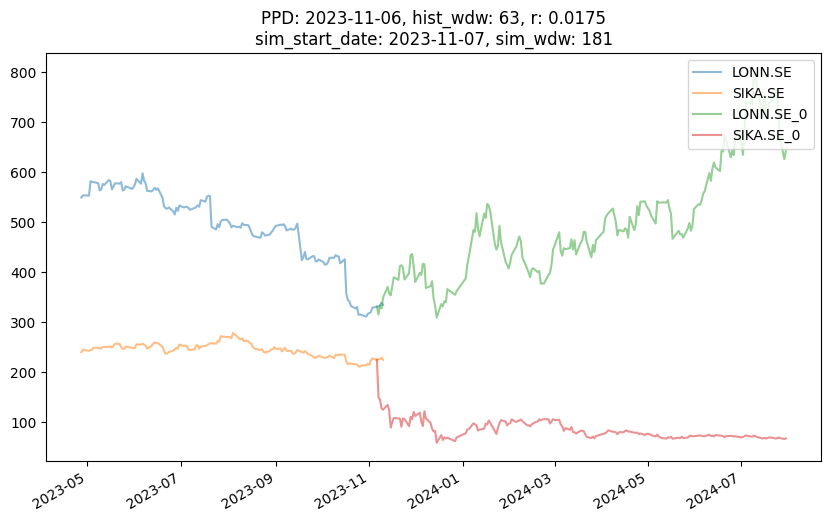 PPD: 2023-11-06, hist_wdw: 63, r: 0.0175
sim_start_date: 2023-11-07, sim_wdw: 181
LONN.SE
SIKA.SE
LONN.SE_0
SIKA.SE_0
800
700
600
500
400
300
200
100
2023-05
2023-07
2023-09
2023-11
2024-01
2024-03
2024-05
2024-07